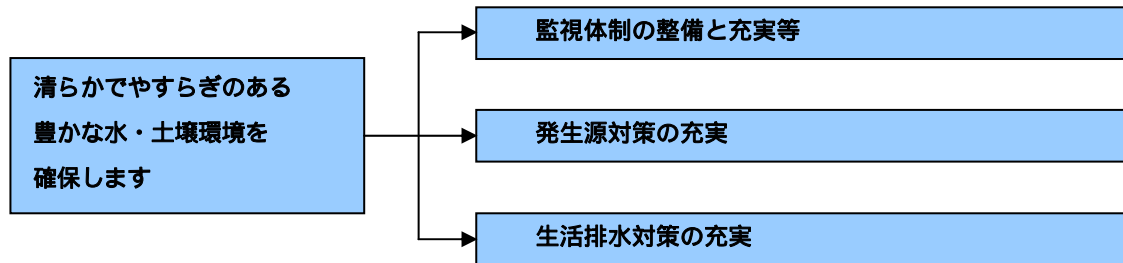 清らかでやすらぎのある
豊かな水・土壌環境を
確保します
監視体制の整備と充実等
発生源対策の充実
生活排水対策の充実